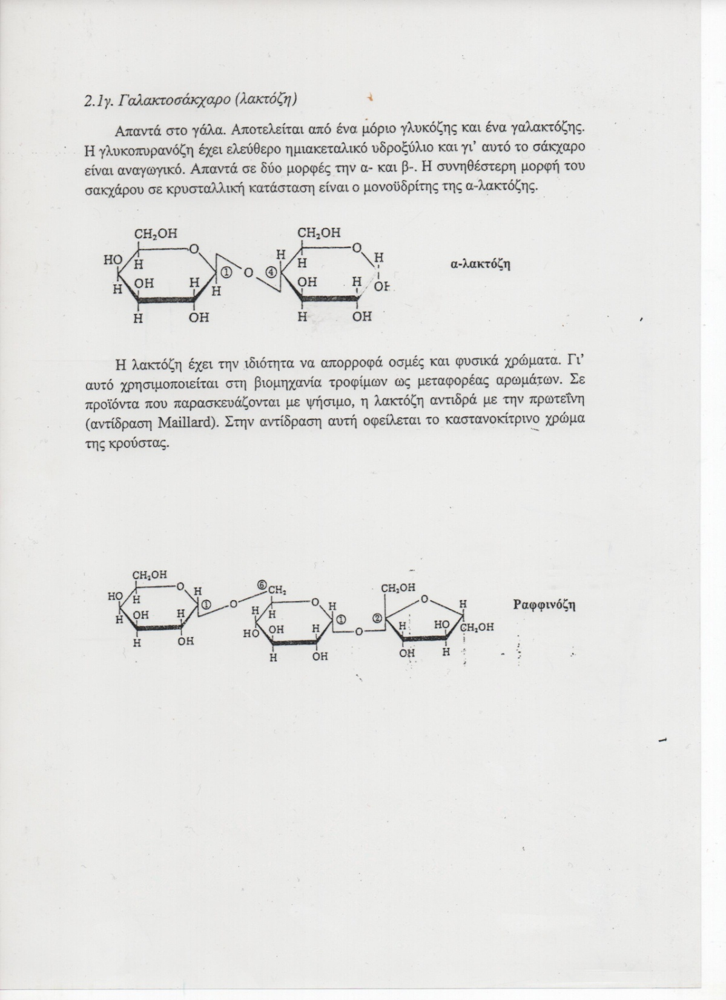 2.1γ. Γαλακτοσάκχαρο (λακτόζη)
Απαντά στο γάλα. Αποτελείται από ένα μόριο γλυκόζης και ένα γαλακτόζης.
Η γλυκοπυρανόζη έχει ελεύθερο ημιακεταλικό υδροξύλιο και γι’ αυτό το σάκχαρο
είναι αναγωγικό. Απαντά σε δύο μορφές την α- και β-. Η συνηθέστερη μορφή του
σακχάρου σε κρυσταλλική κατάσταση είναι ο μονοϋδρίτης της α-λακτόζης.
CH₂OH CH₂OH
O O
HO H H H H
① O ④ α-λακτόζη
H OH H H OH H OH
H OH H OH
Η λακτόζη έχει την ιδιότητα να απορροφά οσμές και φυσικά χρώματα. Γι’
αυτό χρησιμοποιείται στη βιομηχανία τροφίμων ως μεταφορέας αρωμάτων. Σε
προϊόντα που παρασκευάζονται με ψήσιμο, η λακτόζη αντιδρά με την πρωτεΐνη
(αντίδραση Maillard). Στην αντίδραση αυτή οφείλεται το καστανοκίτρινο χρώμα
της κρούστας.
CH₂OH ⑥ CH₂ CH₂OH
O H O O
HO H ① O H H H H Ραφφινόζη
H OH H ① O ② H HO CH₂OH
H OH HO OH H OH H
H OH